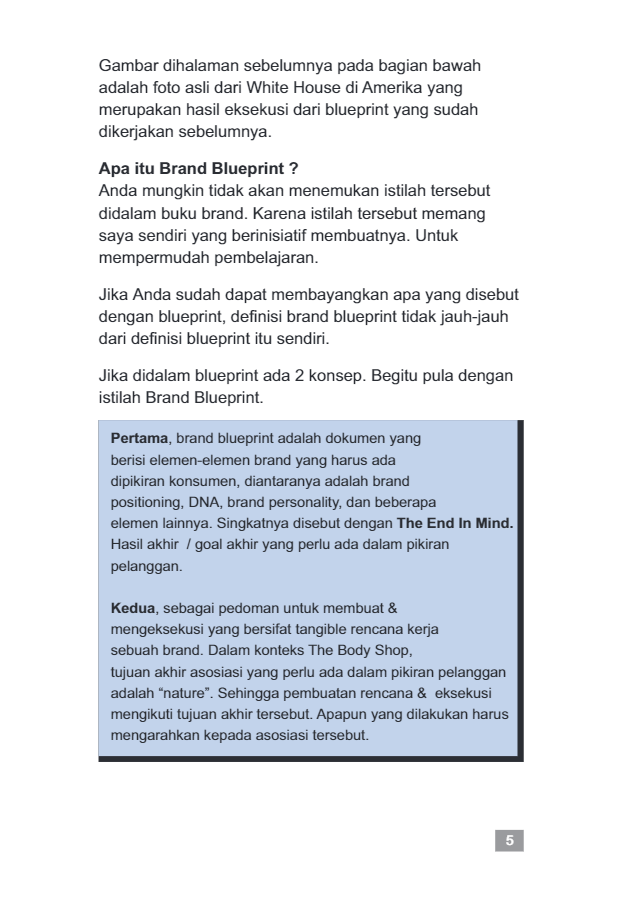 Gambar dihalaman sebelumnya pada bagian bawah
adalah foto asli dari White House di Amerika yang
merupakan hasil eksekusi dari blueprint yang sudah
dikerjakan sebelumnya.
Apa itu Brand Blueprint ?
Anda mungkin tidak akan menemukan istilah tersebut
didalam buku brand. Karena istilah tersebut memang
saya sendiri yang berinisiatif membuatnya. Untuk
mempermudah pembelajaran.
Jika Anda sudah dapat membayangkan apa yang disebut
dengan blueprint, definisi brand blueprint tidak jauh-jauh
dari definisi blueprint itu sendiri.
Jika didalam blueprint ada 2 konsep. Begitu pula dengan
istilah Brand Blueprint.
Pertama, brand blueprint adalah dokumen yang
berisi elemen-elemen brand yang harus ada
dipikiran konsumen, diantaranya adalah brand
positioning, DNA, brand personality, dan beberapa
elemen lainnya. Singkatnya disebut dengan The End In Mind.
Hasil akhir / goal akhir yang perlu ada dalam pikiran
pelanggan.
Kedua, sebagai pedoman untuk membuat &
mengeksekusi yang bersifat tangible rencana kerja
sebuah brand. Dalam konteks The Body Shop,
tujuan akhir asosiasi yang perlu ada dalam pikiran pelanggan
adalah “nature”. Sehingga pembuatan rencana & eksekusi
mengikuti tujuan akhir tersebut. Apapun yang dilakukan harus
mengarahkan kepada asosiasi tersebut.
5